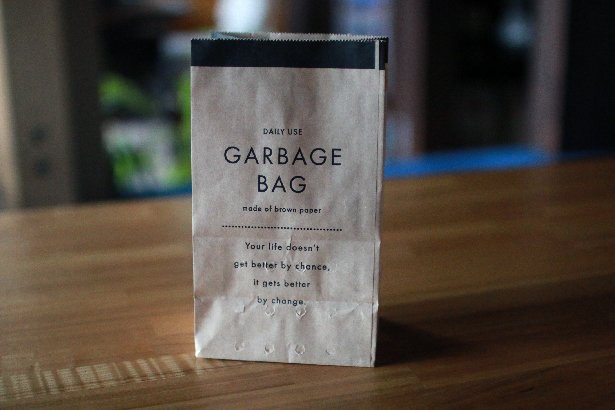 DAILY USE
GARBAGE
BAG
made of brown paper
Your life doesn't
get better by chance,
it gets better
by change.